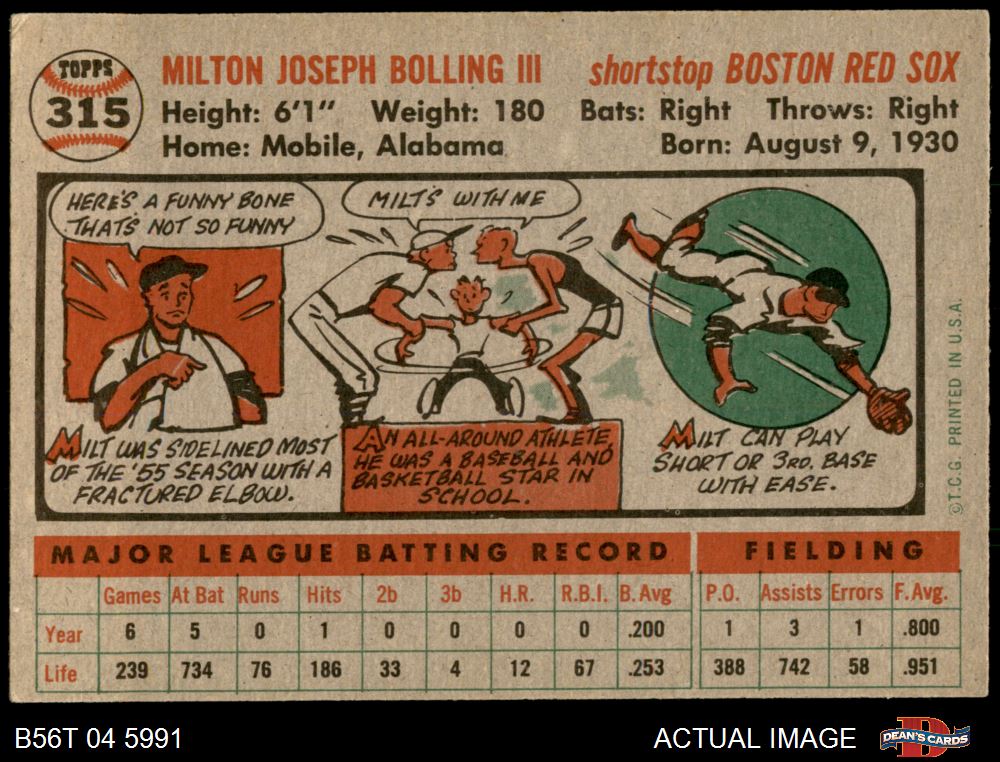 TOPPS
315
MILTON JOSEPH BOLLING III shortstop BOSTON RED SOX
Height: 6'1" Weight: 180 Bats: Right Throws: Right
Home: Mobile, Alabama Born: August 9, 1930
HERE'S A FUNNY BONE
THAT'S NOT SO FUNNY
MILT WAS SIDELINED MOST
OF THE '55 SEASON WITH A
FRACTURED ELBOW.
MILT'S WITH ME
AN ALL-AROUND ATHLETE
HE WAS A BASEBALL AND
BASKETBALL STAR IN
SCHOOL.
MILT CAN PLAY
SHORT OR 3RD. BASE
WITH EASE.
©T.C.G. PRINTED IN U.S.A.
MAJOR LEAGUE BATTING RECORD FIELDING
Games At Bat Runs Hits 2b 3b H.R. R.B.I. B. Avg P.O. Assists Errors F. Avg.
Year 6 5 0 1 0 0 0 0 .200 1 3 1 .800
Life 239 734 76 186 33 4 12 67 .253 388 742 58 .951
B56T 04 5991 ACTUAL IMAGE
D
DEAN'S CARDS